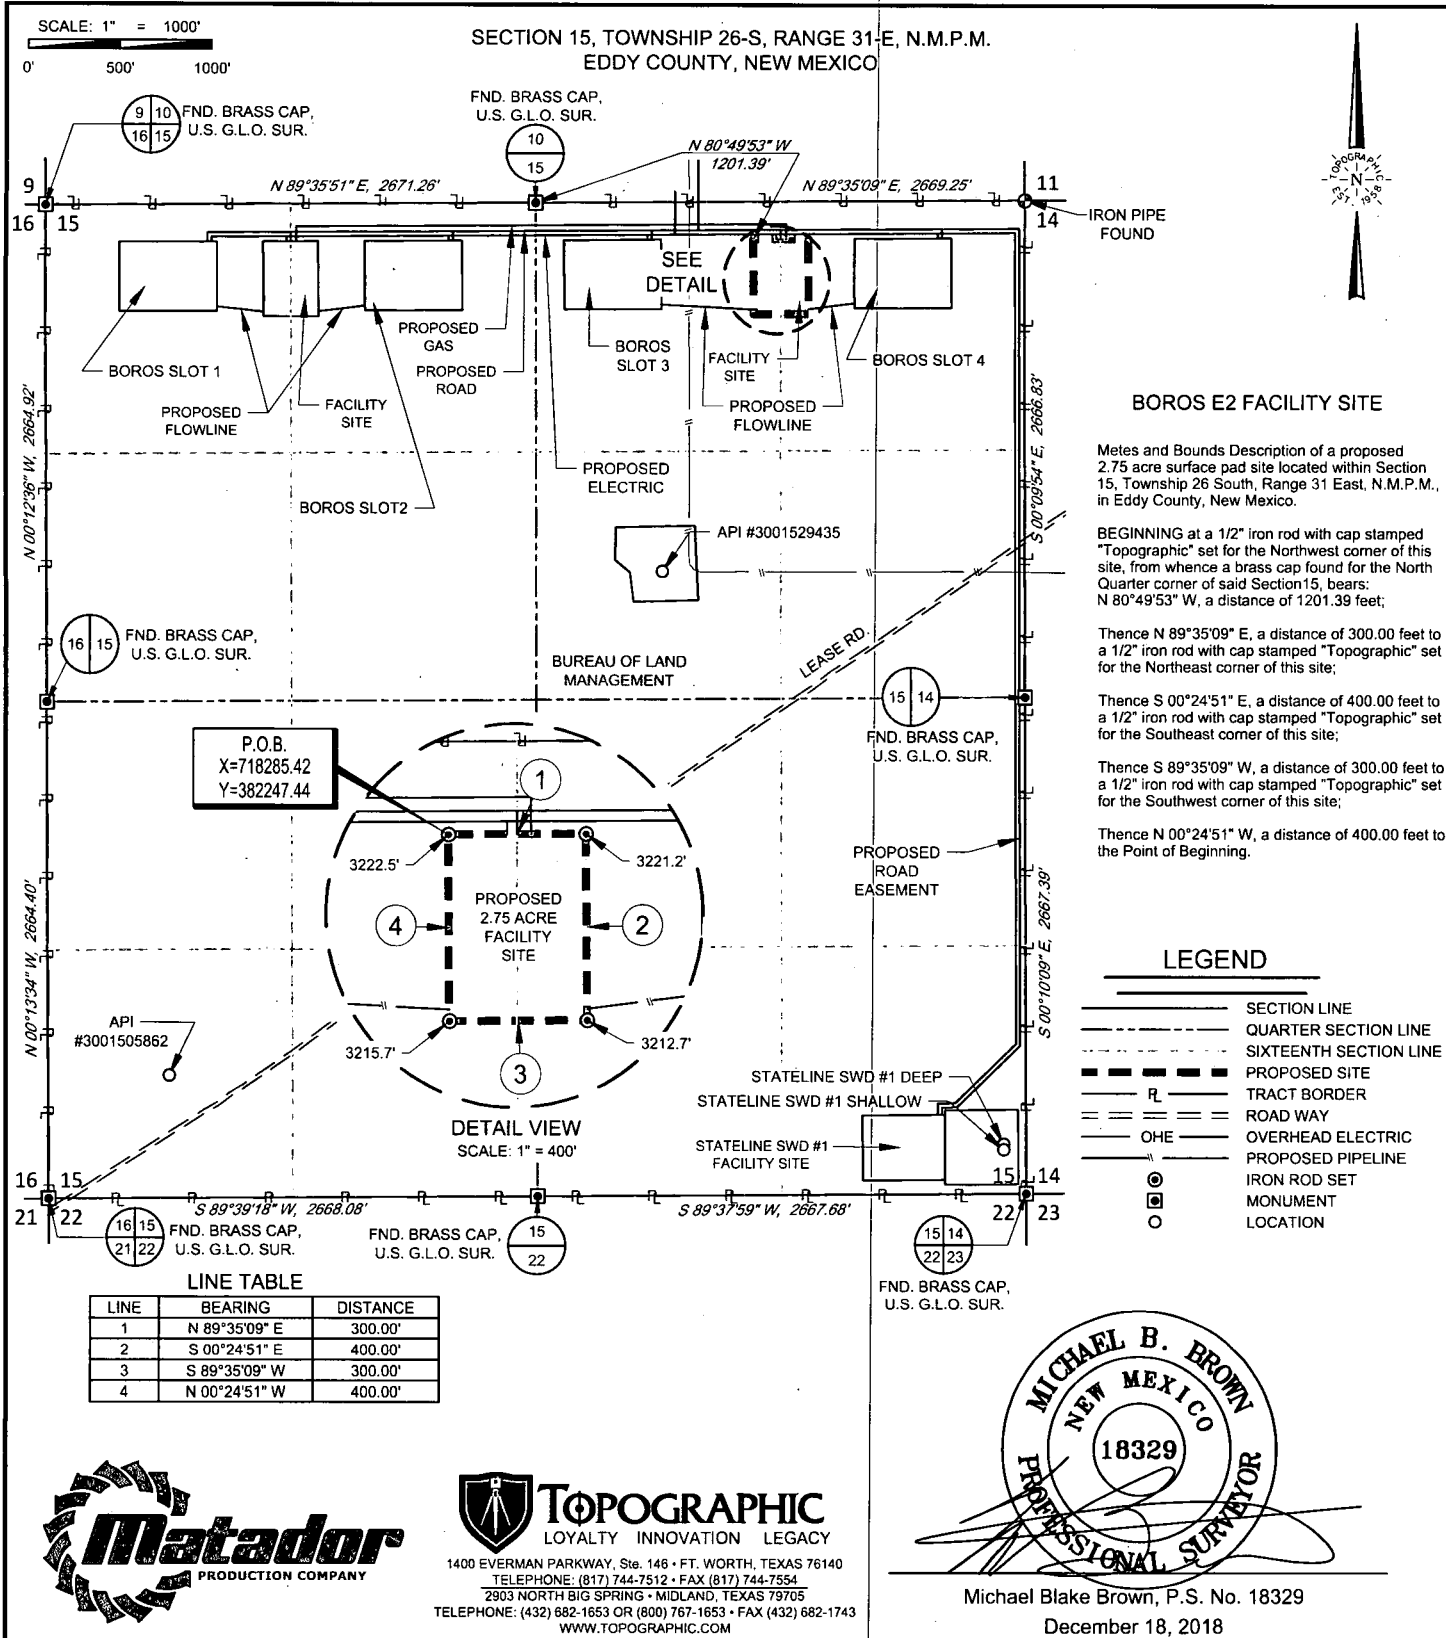 SCALE: 1" = 1000'
0' 500' 1000'
SECTION 15, TOWNSHIP 26-S, RANGE 31-E, N.M.P.M.
EDDY COUNTY, NEW MEXICO
9 10
16 15
FND. BRASS CAP,
U.S. G.L.O. SUR.
FND. BRASS CAP,
U.S. G.L.O. SUR.
10
15
N 80°49'53" W
1201.39'
N 89°35'51" E, 2671.26'
N 89°35'09" E, 2669.25'
9
16 15
11
14
IRON PIPE
FOUND
TOPOGRAPHIC
N
EST. 1958
SEE
DETAIL
PROPOSED
GAS
PROPOSED
ROAD
BOROS
SLOT 3
FACILITY
SITE
BOROS SLOT 4
BOROS SLOT 1
PROPOSED
FLOWLINE
FACILITY
SITE
PROPOSED
FLOWLINE
PROPOSED
ELECTRIC
BOROS SLOT2
API #3001529435
N 00°12'36" W, 2664.92'
S 00°09'54" E, 2666.83'
16 15
FND. BRASS CAP,
U.S. G.L.O. SUR.
BUREAU OF LAND
MANAGEMENT
LEASE RD.
15 14
FND. BRASS CAP,
U.S. G.L.O. SUR.
P.O.B.
X=718285.42
Y=382247.44
1
3222.5'
3221.2'
PROPOSED
2.75 ACRE
FACILITY
SITE
4
2
3215.7'
3212.7'
3
DETAIL VIEW
SCALE: 1" = 400'
PROPOSED
ROAD
EASEMENT
N 00°13'34" W, 2664.40'
S 00°10'09" E, 2667.39'
API
#3001505862
STATELINE SWD #1 DEEP
STATELINE SWD #1 SHALLOW
STATELINE SWD #1
FACILITY SITE
16 15
21 22
15 14
22 23
S 89°39'18" W, 2668.08'
S 89°37'59" W, 2667.68'
16 15
21 22
FND. BRASS CAP,
U.S. G.L.O. SUR.
FND. BRASS CAP,
U.S. G.L.O. SUR.
15
22
15 14
22 23
FND. BRASS CAP,
U.S. G.L.O. SUR.
BOROS E2 FACILITY SITE
Metes and Bounds Description of a proposed
2.75 acre surface pad site located within Section
15, Township 26 South, Range 31 East, N.M.P.M.,
in Eddy County, New Mexico.
BEGINNING at a 1/2" iron rod with cap stamped
"Topographic" set for the Northwest corner of this
site, from whence a brass cap found for the North
Quarter corner of said Section15, bears:
N 80°49'53" W, a distance of 1201.39 feet;
Thence N 89°35'09" E, a distance of 300.00 feet to
a 1/2" iron rod with cap stamped "Topographic" set
for the Northeast corner of this site;
Thence S 00°24'51" E, a distance of 400.00 feet to
a 1/2" iron rod with cap stamped "Topographic" set
for the Southeast corner of this site;
Thence S 89°35'09" W, a distance of 300.00 feet to
a 1/2" iron rod with cap stamped "Topographic" set
for the Southwest corner of this site;
Thence N 00°24'51" W, a distance of 400.00 feet to
the Point of Beginning.
LEGEND
SECTION LINE
QUARTER SECTION LINE
SIXTEENTH SECTION LINE
PROPOSED SITE
PL TRACT BORDER
ROAD WAY
OHE OVERHEAD ELECTRIC
PROPOSED PIPELINE
IRON ROD SET
MONUMENT
LOCATION
LINE TABLE
LINE BEARING DISTANCE
1 N 89°35'09" E 300.00'
2 S 00°24'51" E 400.00'
3 S 89°35'09" W 300.00'
4 N 00°24'51" W 400.00'
Matador
PRODUCTION COMPANY
TOPOGRAPHIC
LOYALTY INNOVATION LEGACY
1400 EVERMAN PARKWAY, Ste. 146 • FT. WORTH, TEXAS 76140
TELEPHONE: (817) 744-7512 • FAX (817) 744-7554
2903 NORTH BIG SPRING • MIDLAND, TEXAS 79705
TELEPHONE: (432) 682-1653 OR (800) 767-1653 • FAX (432) 682-1743
WWW.TOPOGRAPHIC.COM
MICHAEL B. BROWN
NEW MEXICO
18329
PROFESSIONAL SURVEYOR
Michael Blake Brown, P.S. No. 18329
December 18, 2018